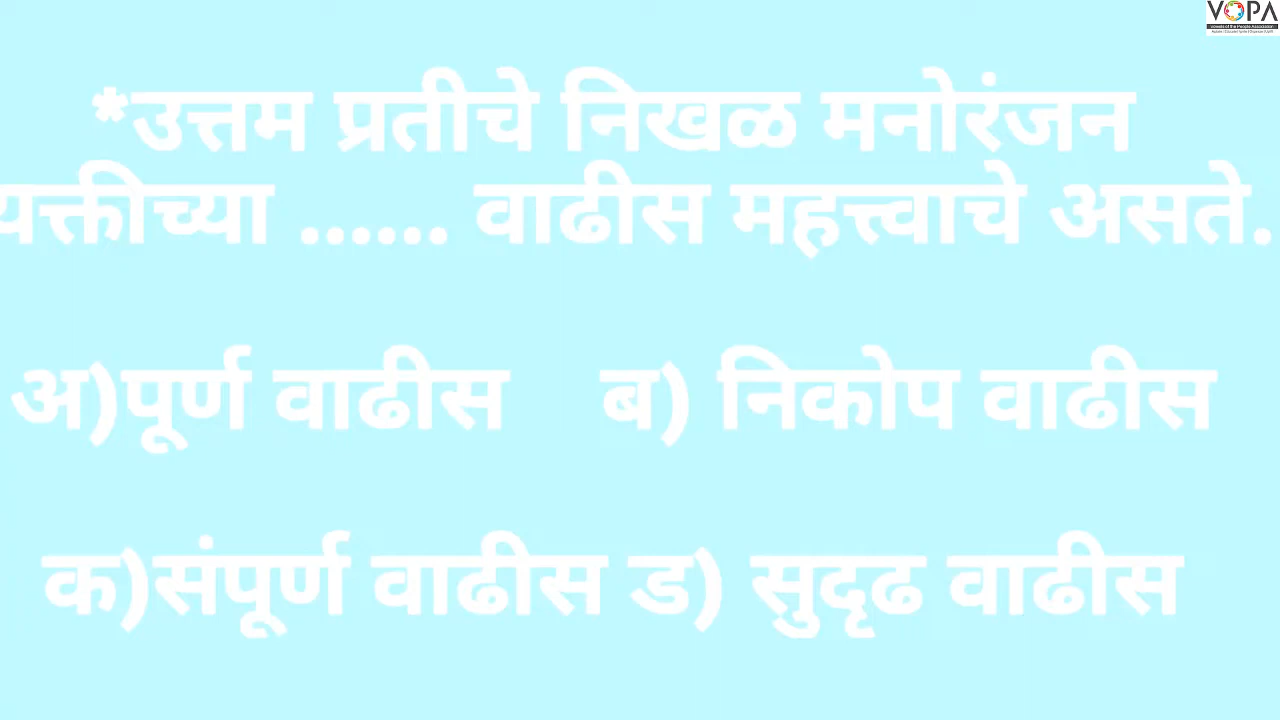 VOPA
*उत्तम प्रतीचे निखळ मनोरंजन
यक्तीच्या ...... वाढीस महत्त्वाचे असते.
अ)पूर्ण वाढीस ब) निकोप वाढीस
क)संपूर्ण वाढीस ड) सुदृढ वाढीस